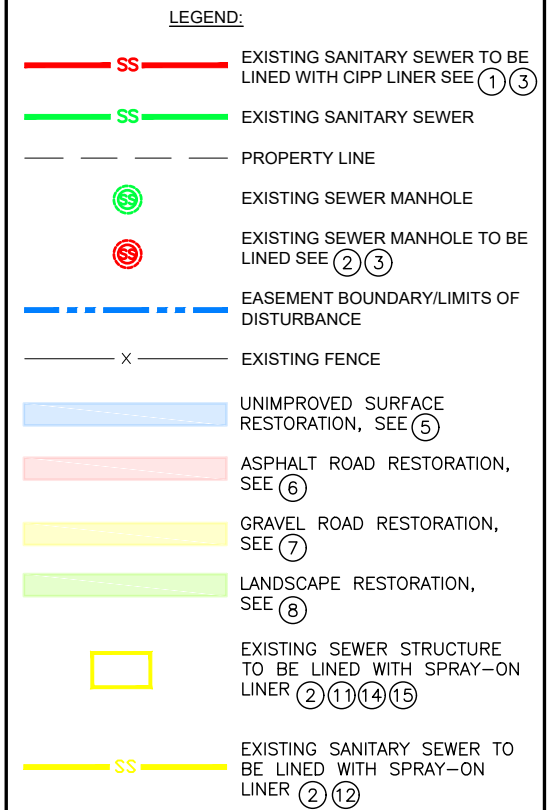 LEGEND:
SS
EXISTING SANITARY SEWER TO BE
LINED WITH CIPP LINER SEE 1 3
SS
EXISTING SANITARY SEWER
PROPERTY LINE
SS
EXISTING SEWER MANHOLE
SS
EXISTING SEWER MANHOLE TO BE
LINED SEE 2 3
EASEMENT BOUNDARY/LIMITS OF
DISTURBANCE
X
EXISTING FENCE
UNIMPROVED SURFACE
RESTORATION, SEE 5
ASPHALT ROAD RESTORATION,
SEE 6
GRAVEL ROAD RESTORATION,
SEE 7
LANDSCAPE RESTORATION,
SEE 8
EXISTING SEWER STRUCTURE
TO BE LINED WITH SPRAY-ON
LINER 2 11 14 15
SS
EXISTING SANITARY SEWER TO
BE LINED WITH SPRAY-ON
LINER 2 12